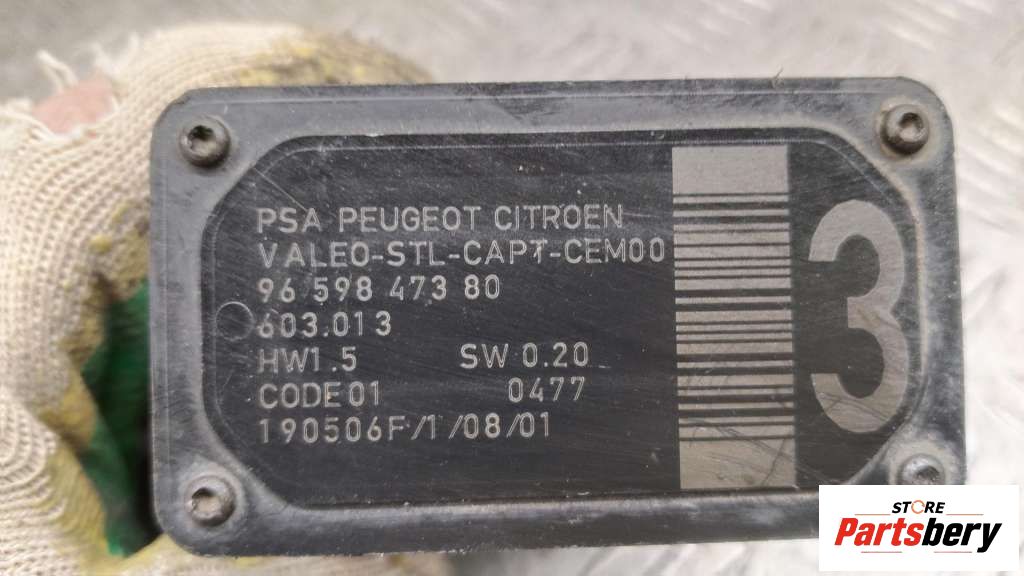 PSA PEUGEOT CITROEN
VALEO-STL-CAPT-CEM00
96 598 473 80
603.013
HW1.5 SW 0.20
CODE01 0477
190506F/1/08/01
3
STORE
Partsbery